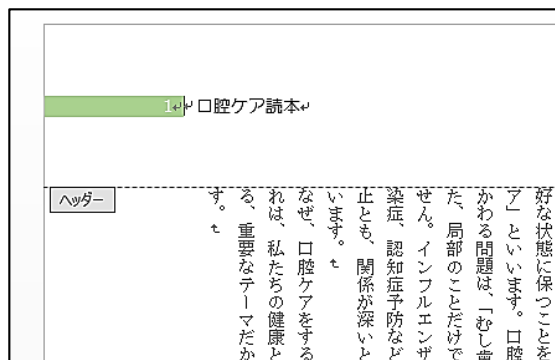 1
口腔ケア読本
ヘッダー
好な状態に保つことを
ア」といいます。口腔
かわる問題は、「むし歯
た、局部のことだけで
せん。インフルエンザ
染症、認知症予防など
止とも、関係が深いと
います。
なぜ、口腔ケアをする
れは、私たちの健康と
る、重要なテーマだか
す。